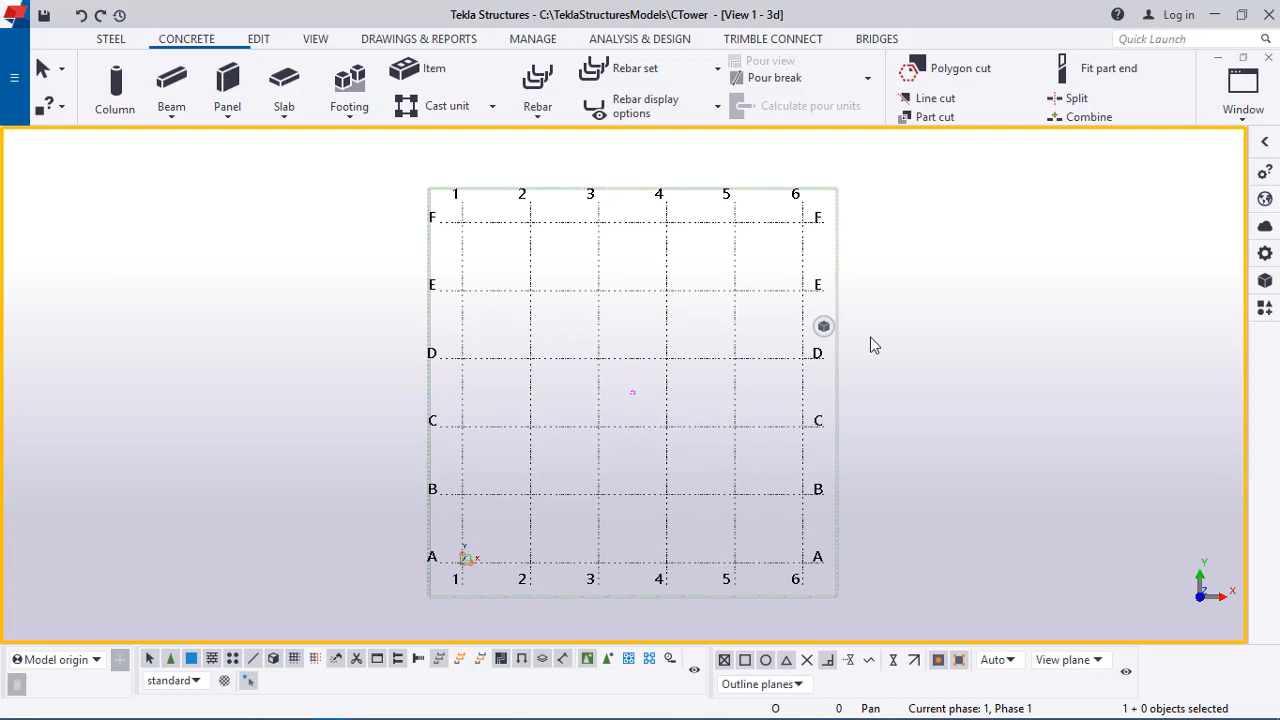 Tekla Structures - C:\TeklaStructuresModels\CTower - [View 1 - 3d]
Log in
STEEL CONCRETE EDIT VIEW DRAWINGS & REPORTS MANAGE ANALYSIS & DESIGN TRIMBLE CONNECT BRIDGES
Quick Launch
Column
Beam
Panel
Slab
Footing
Item
Cast unit
Rebar
Rebar set
Rebar display
options
Pour view
Pour break
Calculate pour units
Polygon cut
Line cut
Part cut
Fit part end
Split
Combine
Window
1 2 3 4 5 6
F F
E E
D D
C C
B B
A A
Y
x
1 2 3 4 5 6
Y
Z
X
Model origin
Auto
View plane
standard
Outline planes
O 0 Pan Current phase: 1, Phase 1 1 + 0 objects selected